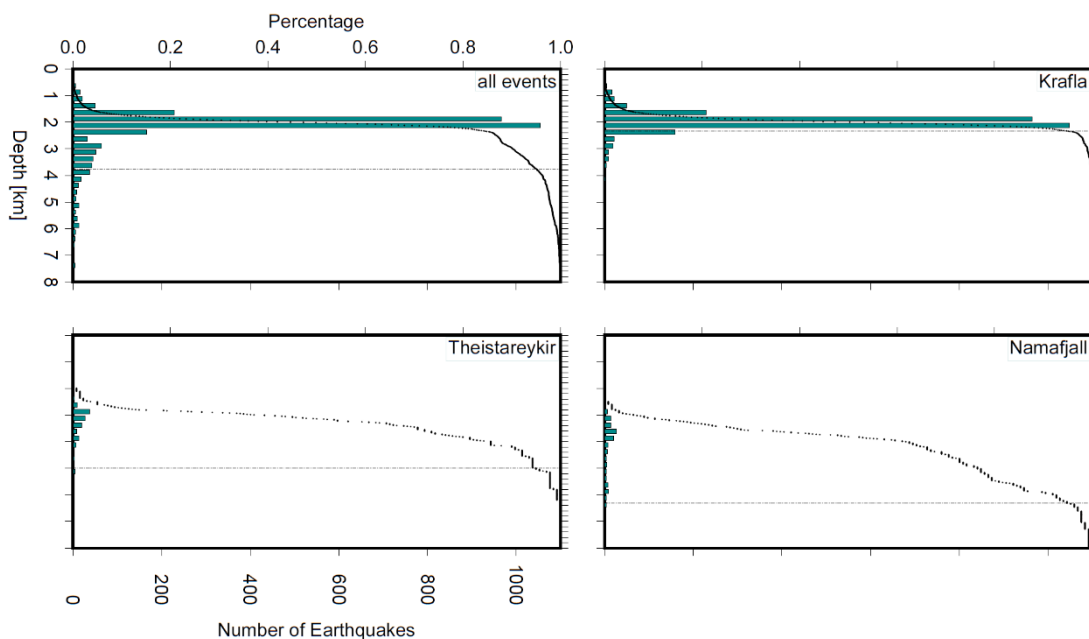 Percentage
0.0 0.2 0.4 0.6 0.8 1.0
all events
Krafla
Depth [km]
0
1
2
3
4
5
6
7
8
Theistareykir
Namafjall
0 200 400 600 800 1000
Number of Earthquakes